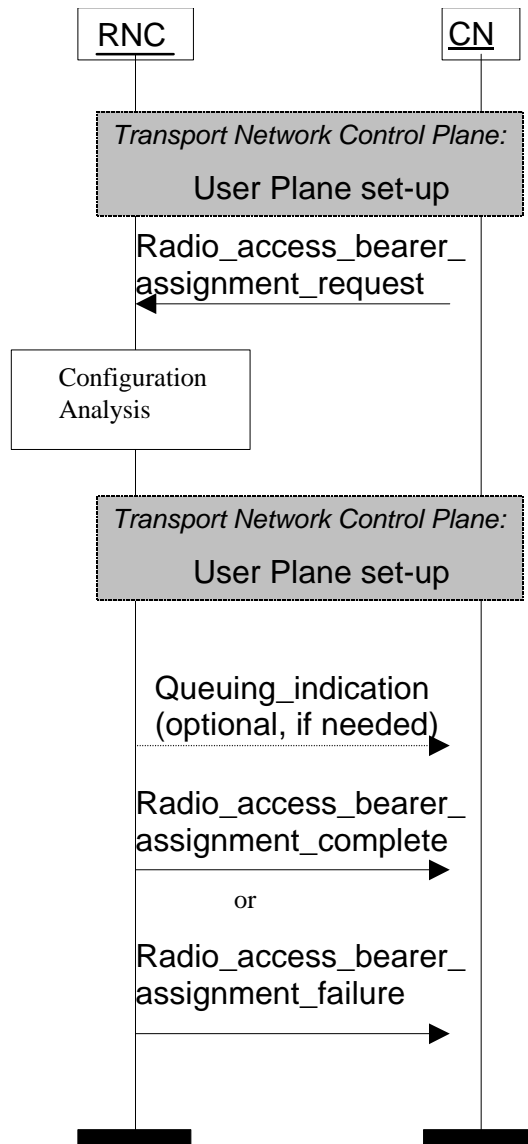 RNC
CN
Transport Network Control Plane:
User Plane set-up
Radio_access_bearer_
assignment_request
Configuration
Analysis
Transport Network Control Plane:
User Plane set-up
Queuing_indication
(optional, if needed)
Radio_access_bearer_
assignment_complete
or
Radio_access_bearer_
assignment_failure